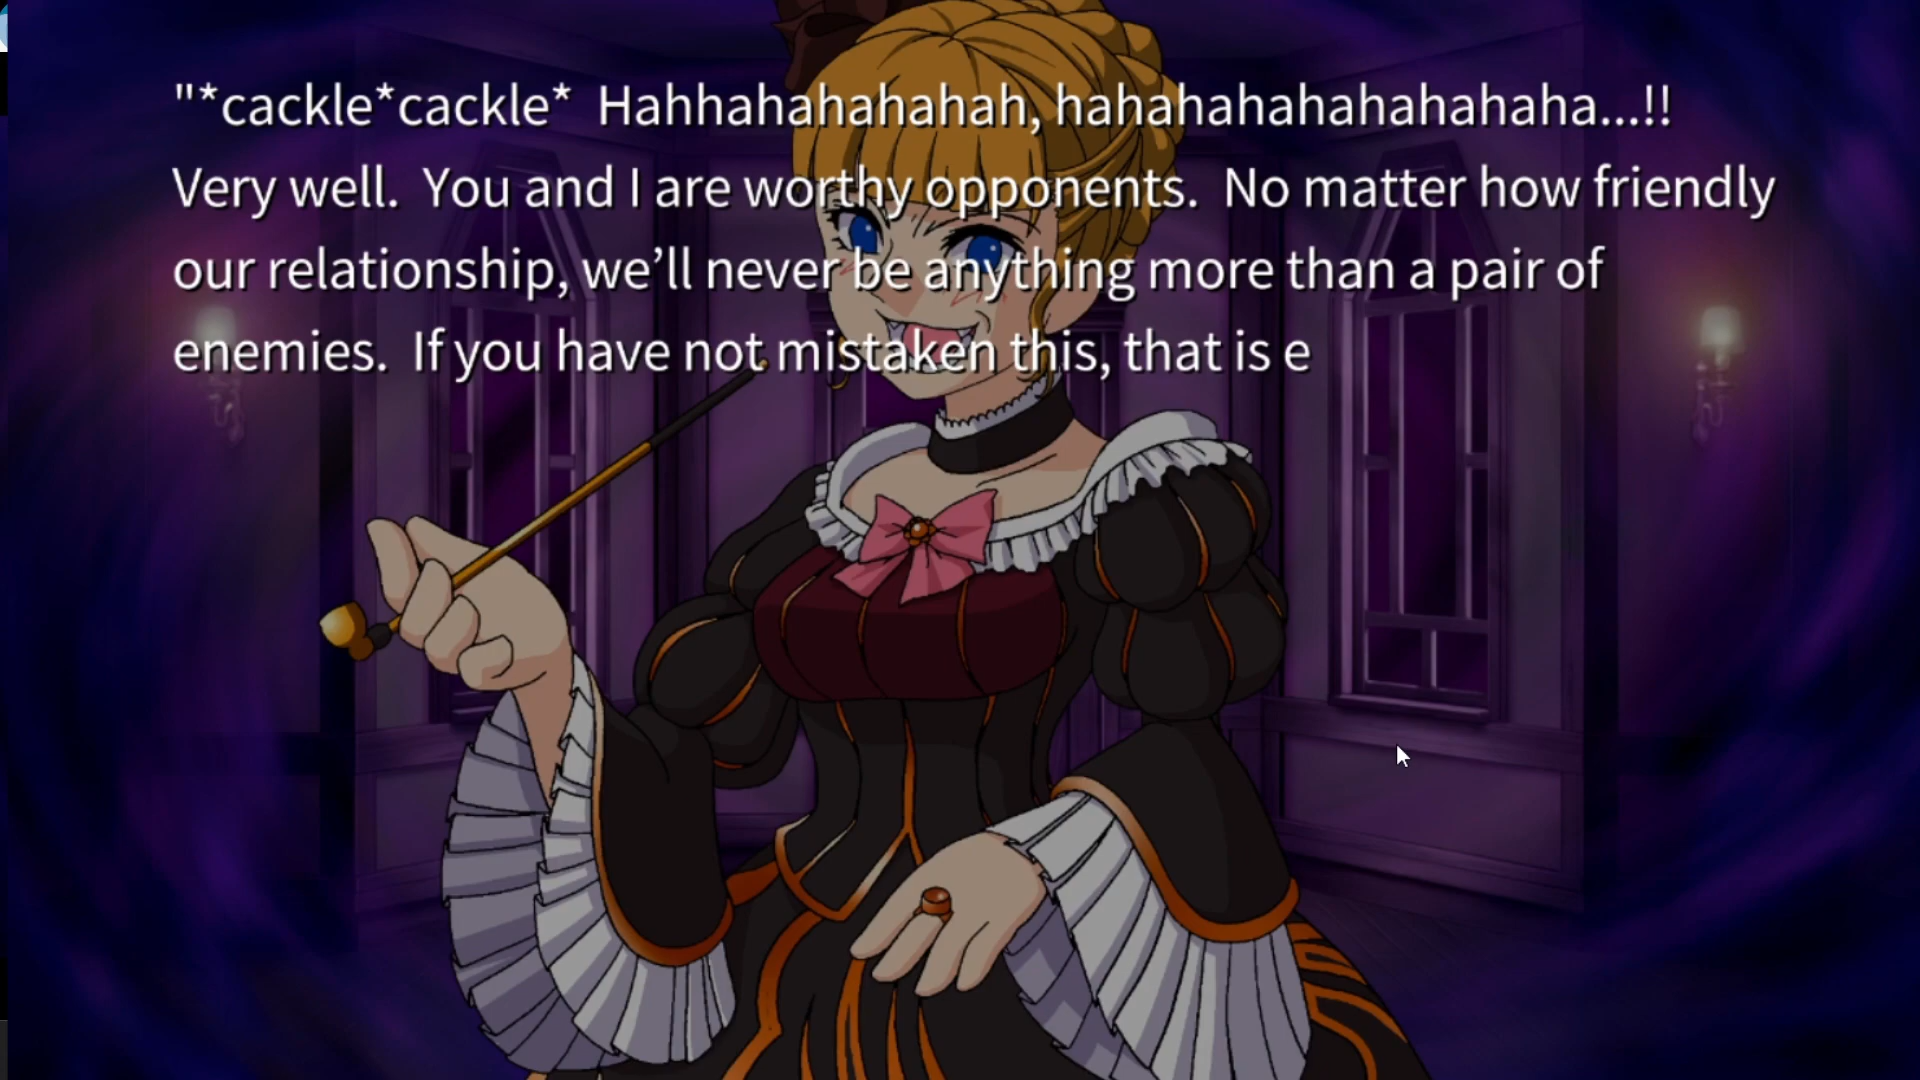 "*cackle*cackle*  Hahhahahahahah, hahahahahahahahaha...!!
Very well.  You and I are worthy opponents.  No matter how friendly
our relationship, we’ll never be anything more than a pair of
enemies.  If you have not mistaken this, that is e